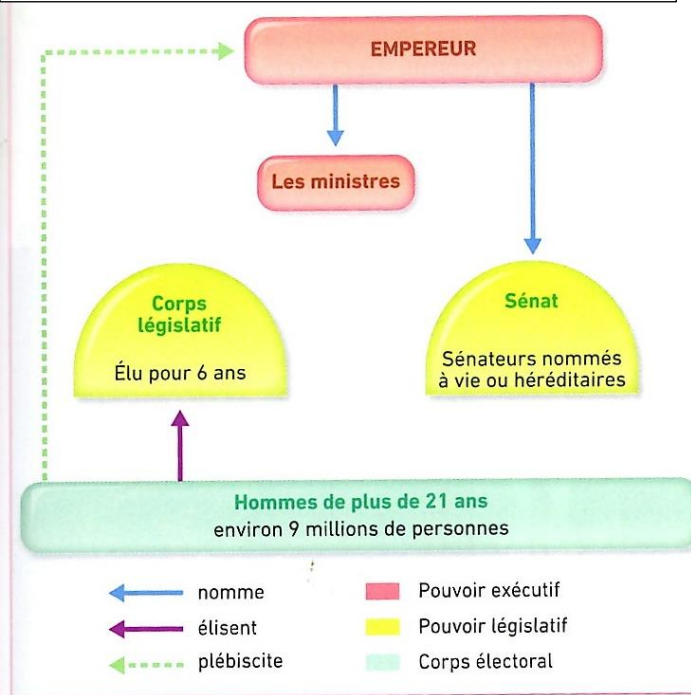 EMPEREUR
Les ministres
Corps
législatif
Élu pour 6 ans
Sénat
Sénateurs nommés
à vie ou héréditaires
Hommes de plus de 21 ans
environ 9 millions de personnes
nomme
élisent
plébiscite
Pouvoir exécutif
Pouvoir législatif
Corps électoral